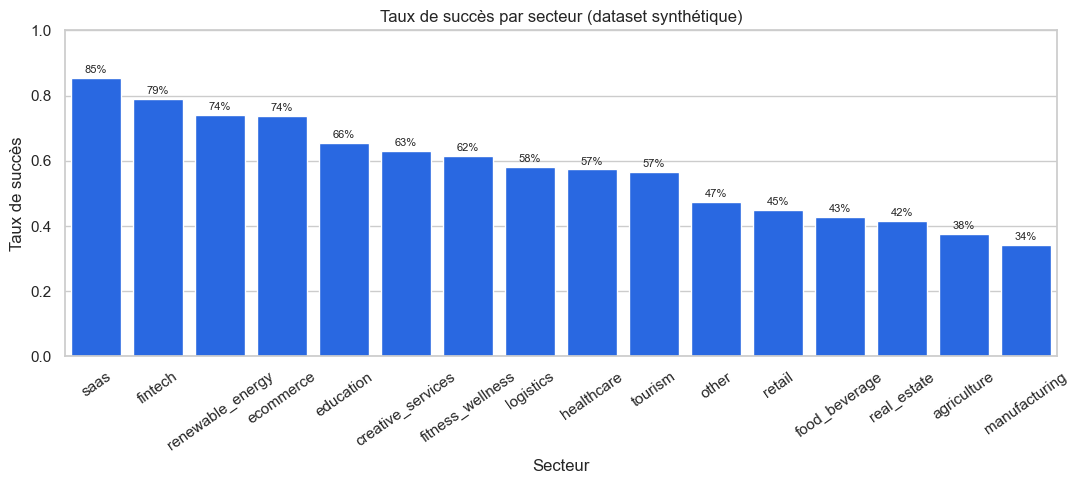 Taux de succès par secteur (dataset synthétique)
Taux de succès
1.0
0.8
0.6
0.4
0.2
0.0
85%
79%
74%
74%
66%
63%
62%
58%
57%
57%
47%
45%
43%
42%
38%
34%
saas
fintech
renewable_energy
ecommerce
education
creative_services
fitness_wellness
logistics
healthcare
tourism
other
retail
food_beverage
real_estate
agriculture
manufacturing
Secteur